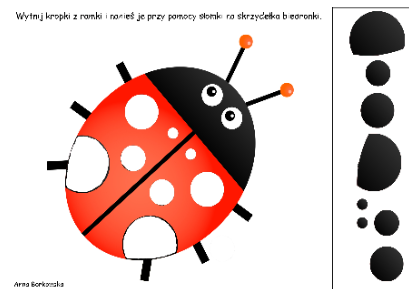 Wytnij kropki z ramki i nanieś je przy pomocy słomki na skrzydełka biedronki.
Anna Borkowska